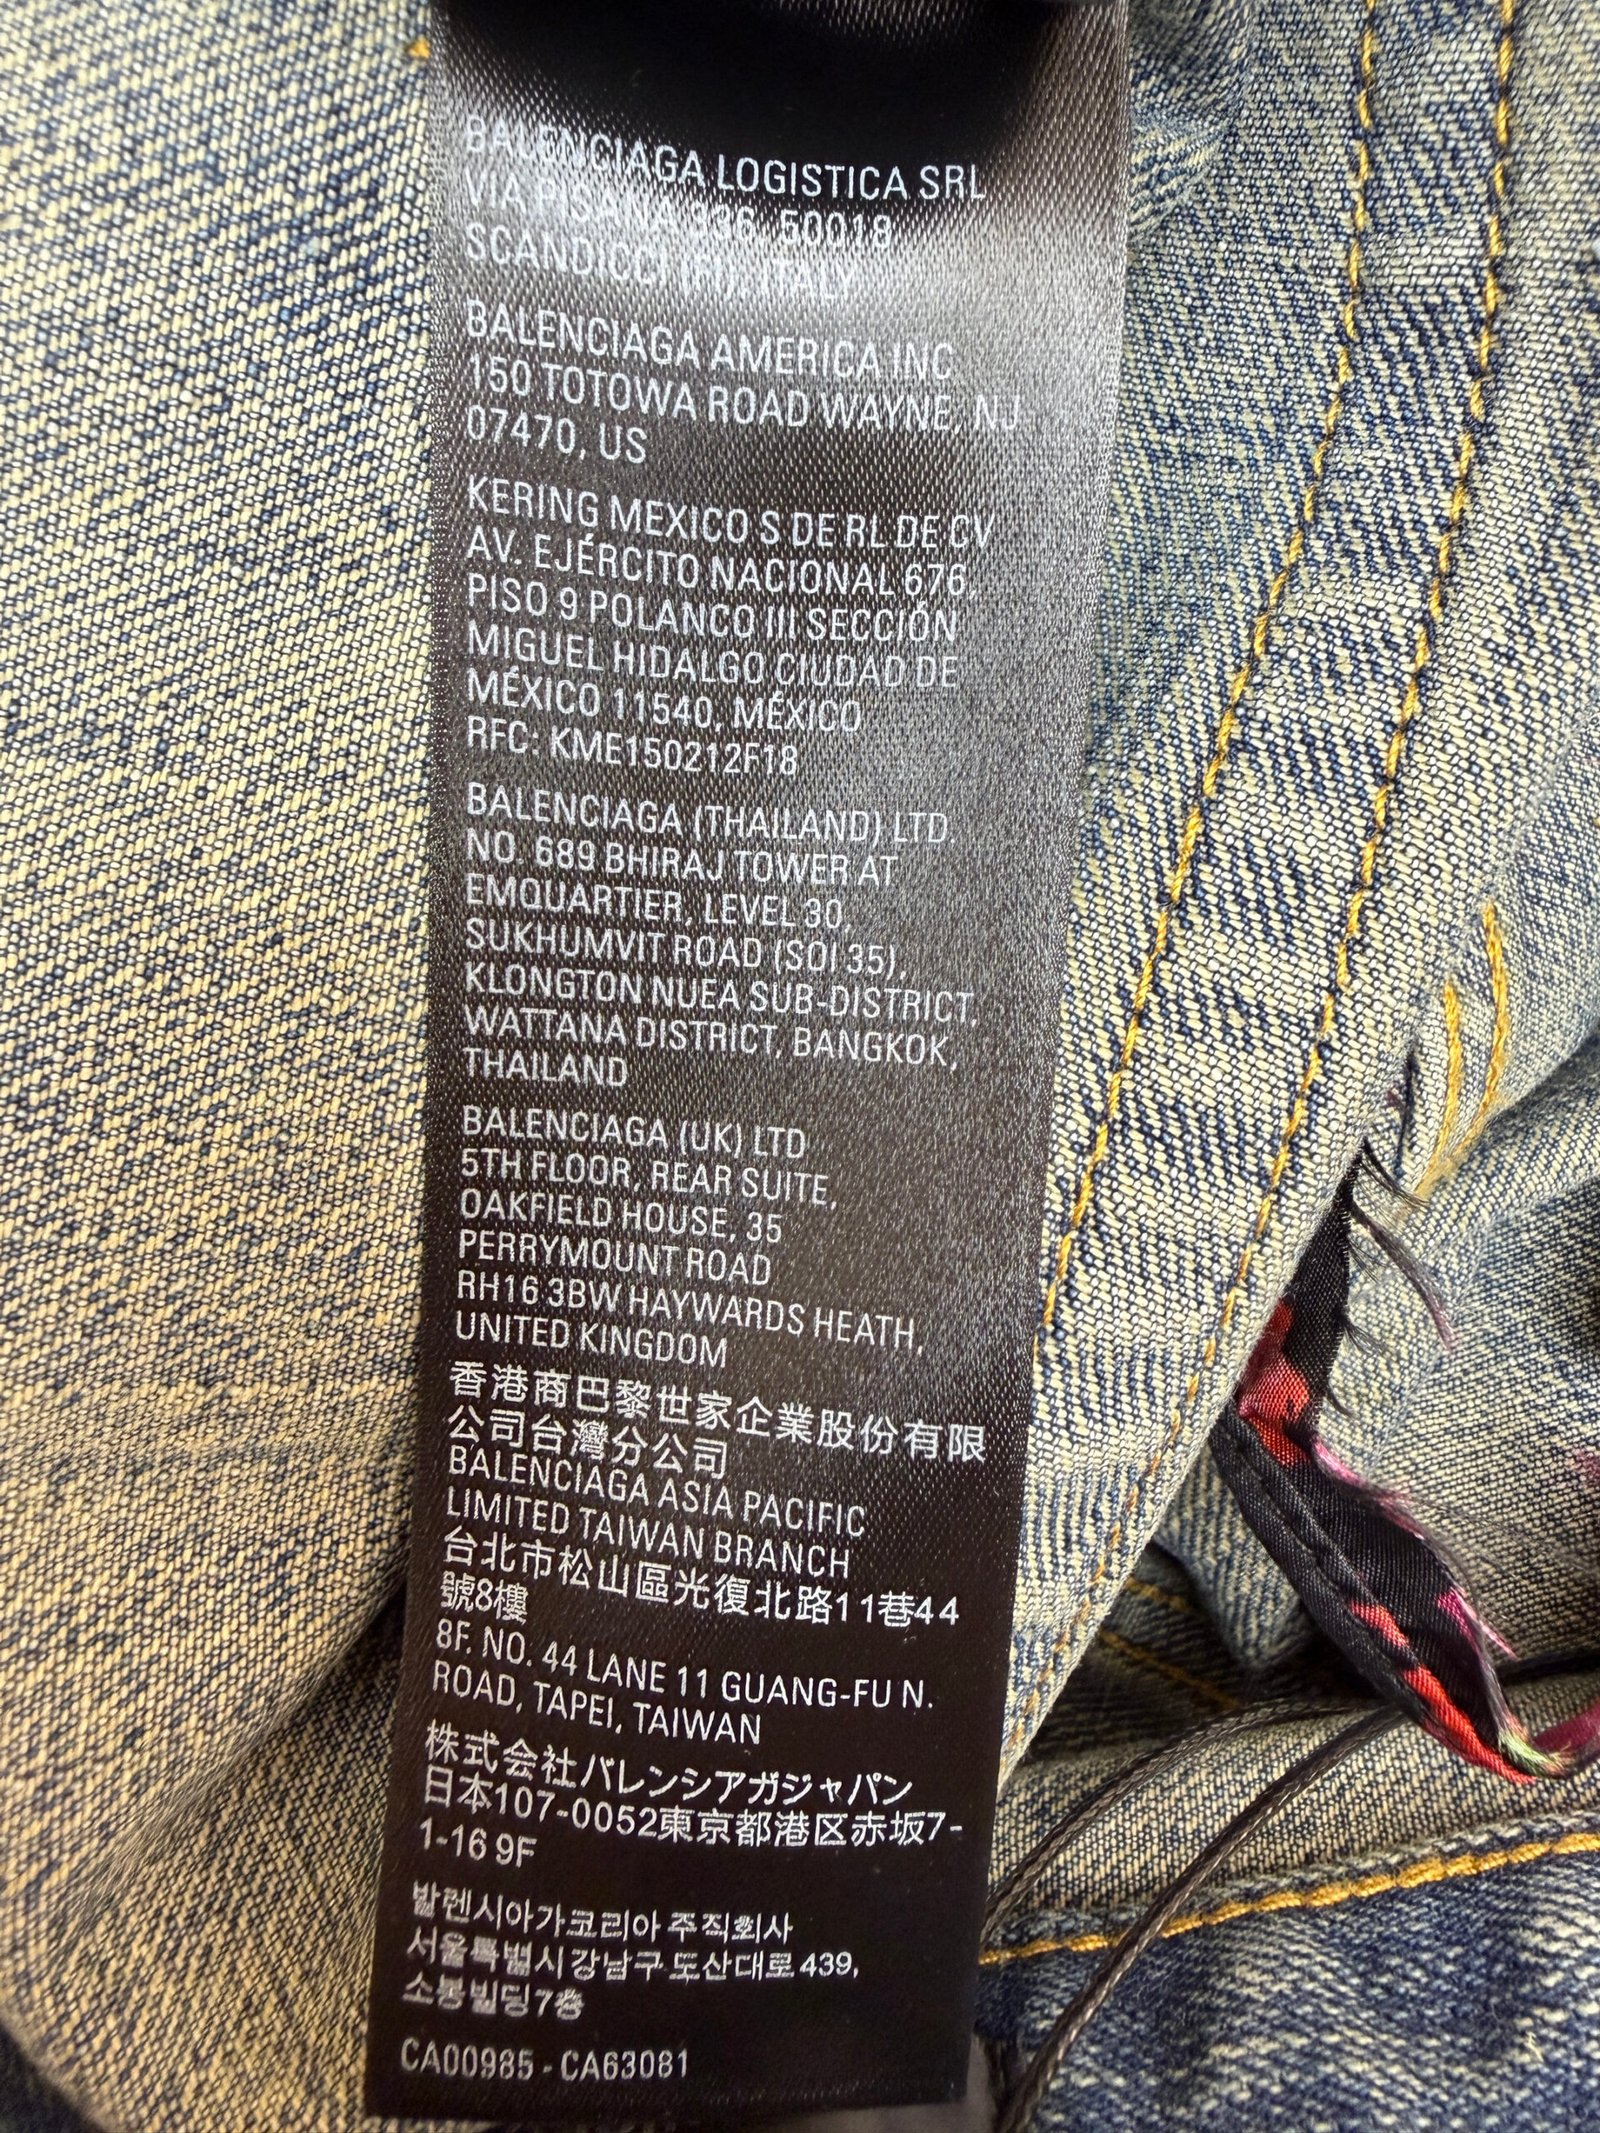 BALENCIAGA LOGISTICA SRL
VIA PISANA 336, 50018
SCANDICCI (FI), ITALY
BALENCIAGA AMERICA INC
150 TOTOWA ROAD WAYNE, NJ
07470, US
KERING MEXICO S DE RL DE CV
AV. EJÉRCITO NACIONAL 676,
PISO 9 POLANCO III SECCIÓN
MIGUEL HIDALGO CIUDAD DE
MÉXICO 11540, MÉXICO
RFC: KME150212F18
BALENCIAGA (THAILAND) LTD.
NO. 689 BHIRAJ TOWER AT
EMQUARTIER, LEVEL 30,
SUKHUMVIT ROAD (SOI 35),
KLONGTON NUEA SUB-DISTRICT,
WATTANA DISTRICT, BANGKOK,
THAILAND
BALENCIAGA (UK) LTD
5TH FLOOR, REAR SUITE,
OAKFIELD HOUSE, 35
PERRYMOUNT ROAD
RH16 3BW HAYWARDS HEATH,
UNITED KINGDOM
香港商巴黎世家企業股份有限
公司台灣分公司
BALENCIAGA ASIA PACIFIC
LIMITED TAIWAN BRANCH
台北市松山區光復北路11巷44
號8樓
8F. NO. 44 LANE 11 GUANG-FU N.
ROAD, TAPEI, TAIWAN
株式会社バレンシアガジャパン
日本107-0052東京都港区赤坂7-
1-16 9F
발렌시아가코리아 주식회사
서울특별시 강남구 도산대로 439,
소봉빌딩 7층
CA00985 - CA63081